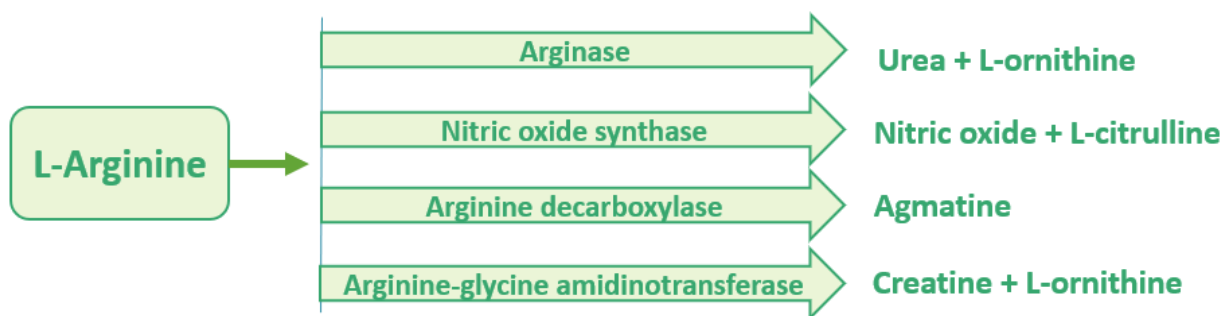 L-Arginine
Arginase
Urea + L-ornithine
Nitric oxide synthase
Nitric oxide + L-citrulline
Arginine decarboxylase
Agmatine
Arginine-glycine amidinotransferase
Creatine + L-ornithine